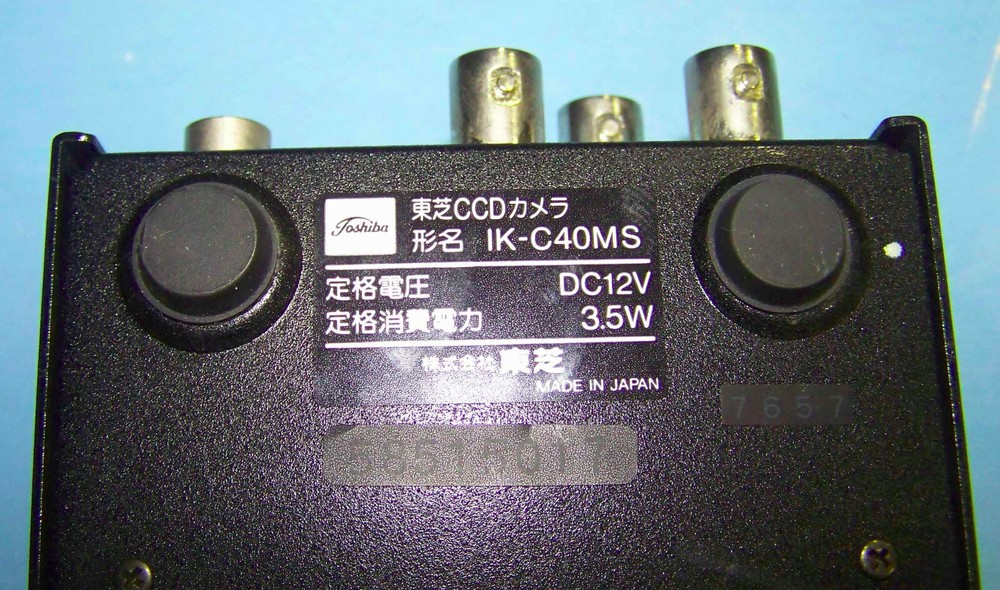 Toshiba
東芝CCDカメラ
形名 IK-C40MS
定格電圧 DC12V
定格消費電力 3.5W
株式会社 東芝
MADE IN JAPAN
7657
56515017